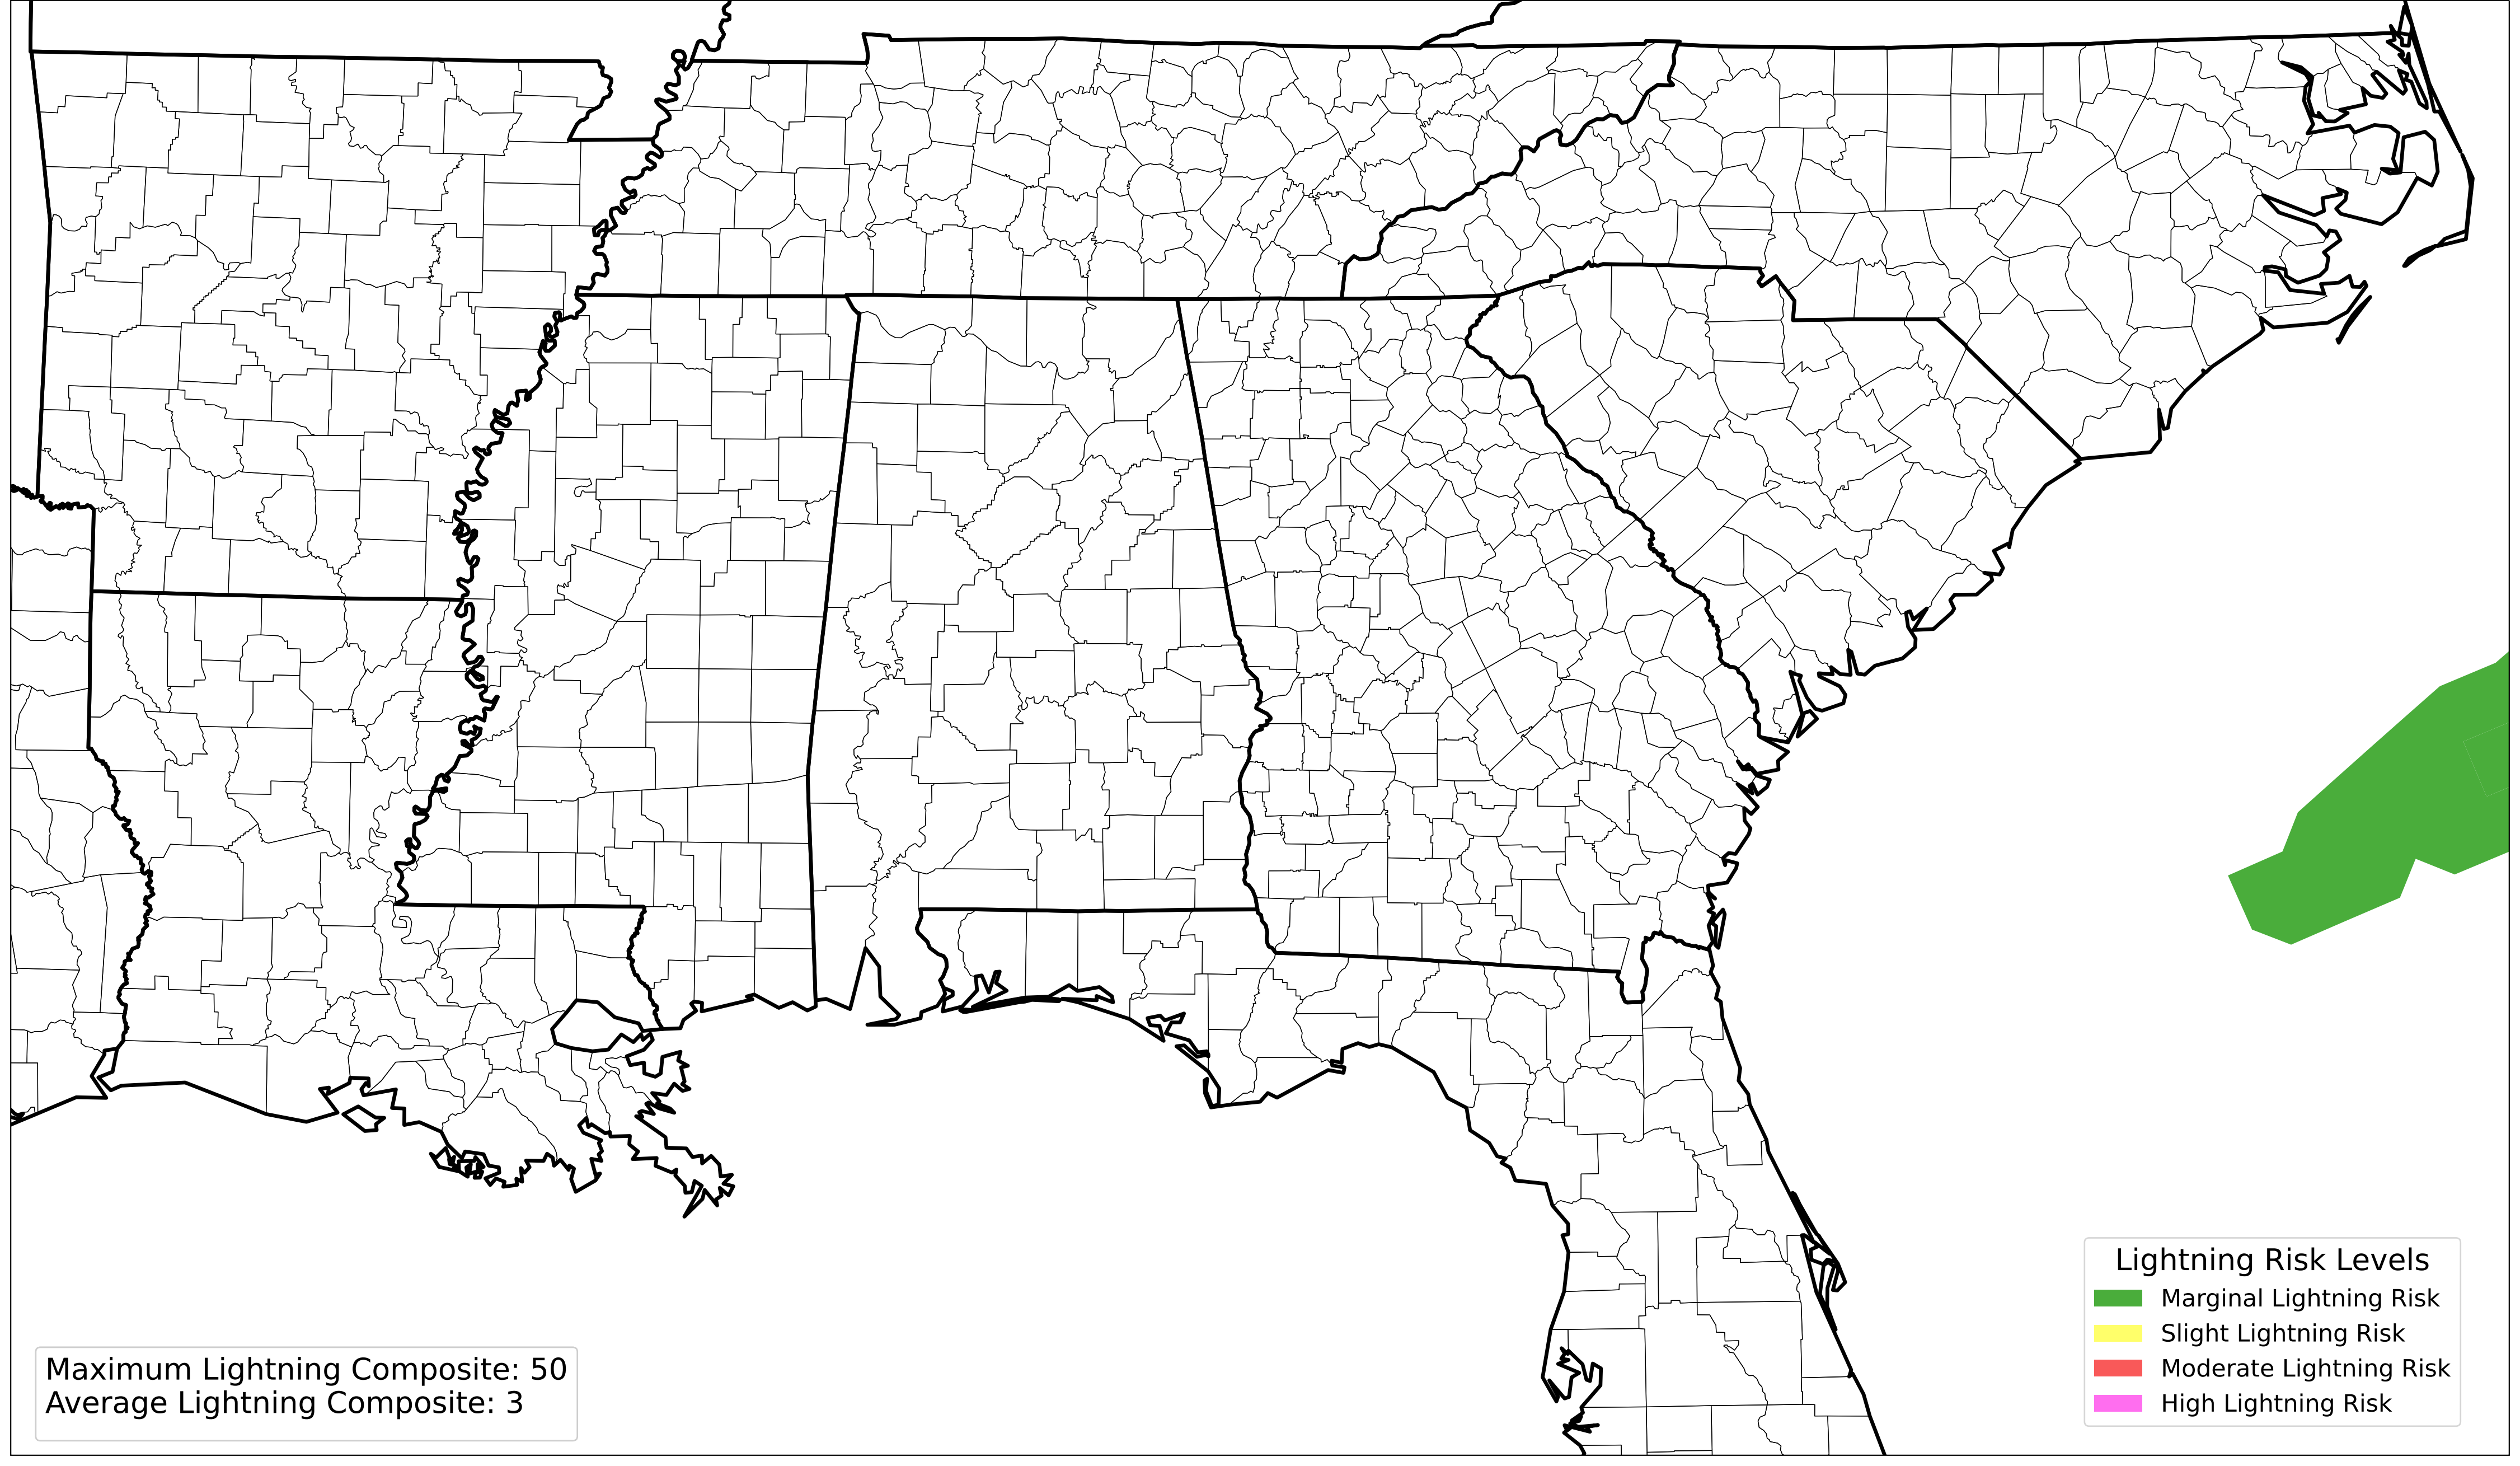 Maximum Lightning Composite: 50
Average Lightning Composite: 3
Lightning Risk Levels
Marginal Lightning Risk
Slight Lightning Risk
Moderate Lightning Risk
High Lightning Risk